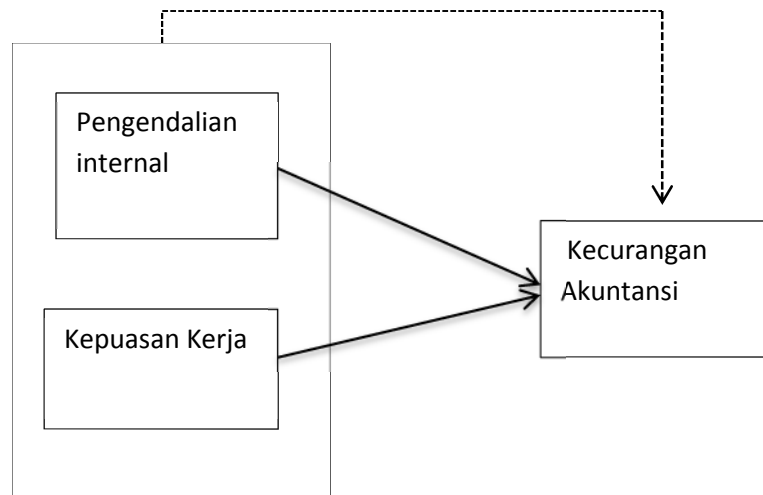 Pengendalian
internal
Kepuasan Kerja
Kecurangan
Akuntansi